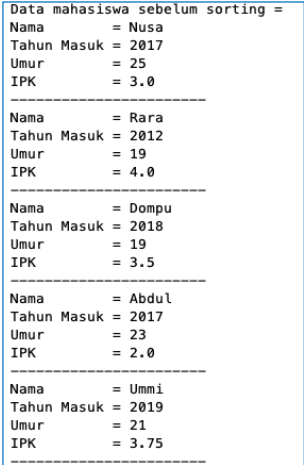 Data mahasiswa sebelum sorting =
Nama        = Nusa
Tahun Masuk = 2017
Umur        = 25
IPK         = 3.0
-----------------------
Nama        = Rara
Tahun Masuk = 2012
Umur        = 19
IPK         = 4.0
-----------------------
Nama        = Dompu
Tahun Masuk = 2018
Umur        = 19
IPK         = 3.5
-----------------------
Nama        = Abdul
Tahun Masuk = 2017
Umur        = 23
IPK         = 2.0
-----------------------
Nama        = Ummi
Tahun Masuk = 2019
Umur        = 21
IPK         = 3.75
-----------------------